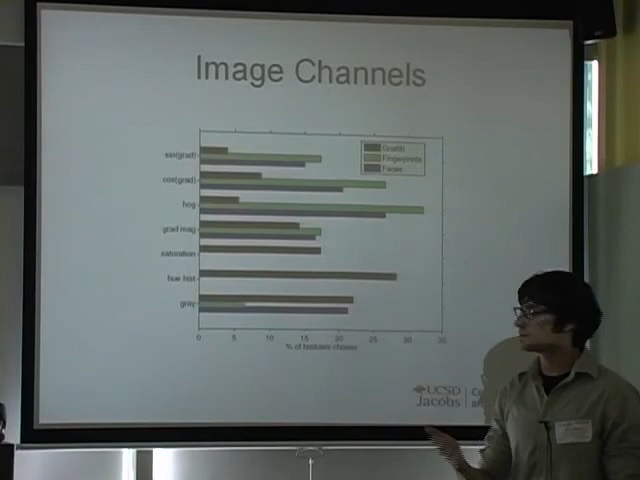 Image Channels
Graffiti
Fingerprints
Faces
sin(grad)
cos(grad)
hog
grad mag
saturation
hue hist
gray
0 5 10 15 20 25 30 35
% of features chosen
UCSD
Jacobs